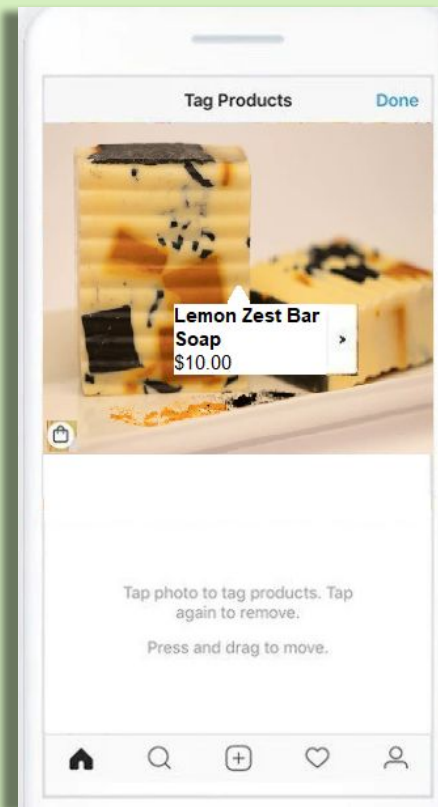 Tag Products Done
Lemon Zest Bar
Soap
$10.00
Tap photo to tag products. Tap
again to remove.
Press and drag to move.